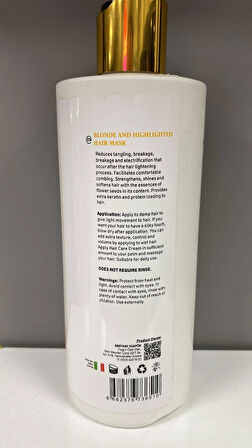 BLONDE AND HIGHLIGHTED
HAIR MASK
Reduces tangling, breakage,
breakage and electrification that
occur after the hair lightening
process. Facilitates comfortable
combing. Strengthens, shines and
softens hair with the essences of
flower seeds in its content. Provides
extra keratin and protein loading to
hair.
Application: Apply to damp hair to
give light movement to hair. If you
want your hair to have a silky touch,
blow dry after application. You can
add extra texture, control and
volume by applying to wet hair.
Apply Hair Care Cream in sufficient
amount to your palm and massage
your hair. Suitable for daily use.
DOES NOT REQUIRE RINSE.
Warnings: Protect from heat and
light. Avoid contact with eyes. In
case of contact with eyes, rinse with
plenty of water. Keep out of reach of
children.
Product Owner